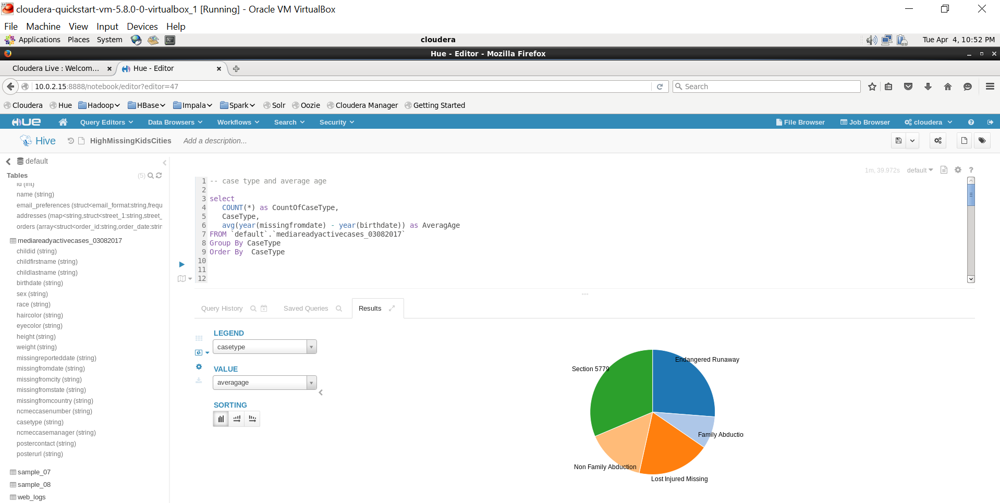 cloudera-quickstart-vm-5.8.0-0-virtualbox_1 [Running] - Oracle VM VirtualBox
File Machine View Input Devices Help
Applications Places System cloudera Tue Apr 4, 10:52 PM
Hue - Editor - Mozilla Firefox
Cloudera Live : Welcom... Hue - Editor
10.0.2.15:8888/notebook/editor?editor=47 Search
Cloudera Hue Hadoop HBase Impala Spark Solr Oozie Cloudera Manager Getting Started
HUE Query Editors Data Browsers Workflows Search Security File Browser Job Browser cloudera
Hive HighMissingKidsCities Add a description...
default
Tables (5)
id (int)
name (string)
email_preferences (struct<email_format:string,frequ
addresses (map<string,struct<street_1:string,street_
orders (array<struct<order_id:string,order_date:strin
mediareadyactivecases_03082017
childid (string)
childfirstname (string)
childlastname (string)
birthdate (string)
sex (string)
race (string)
haircolor (string)
eyecolor (string)
height (string)
weight (string)
missingreporteddate (string)
missingfromdate (string)
missingfromcity (string)
missingfromstate (string)
missingfromcountry (string)
ncmeccasenumber (string)
casetype (string)
ncmeccasemanager (string)
postercontact (string)
posterurl (string)
sample_07
sample_08
web_logs
1m, 39.972s default ?
1 -- case type and average age
2
3 select
4 COUNT(*) as CountOfCaseType,
5 CaseType,
6 avg(year(missingfromdate) - year(birthdate)) as AveragAge
7 FROM `default`.`mediareadyactivecases_03082017`
8 Group By CaseType
9 Order By  CaseType
10
11
12
Query History Saved Queries Results
LEGEND
casetype
VALUE
averagage
SORTING
Endangered Runaway
Section 5779
Family Abductio
Non Family Abduction
Lost Injured Missing